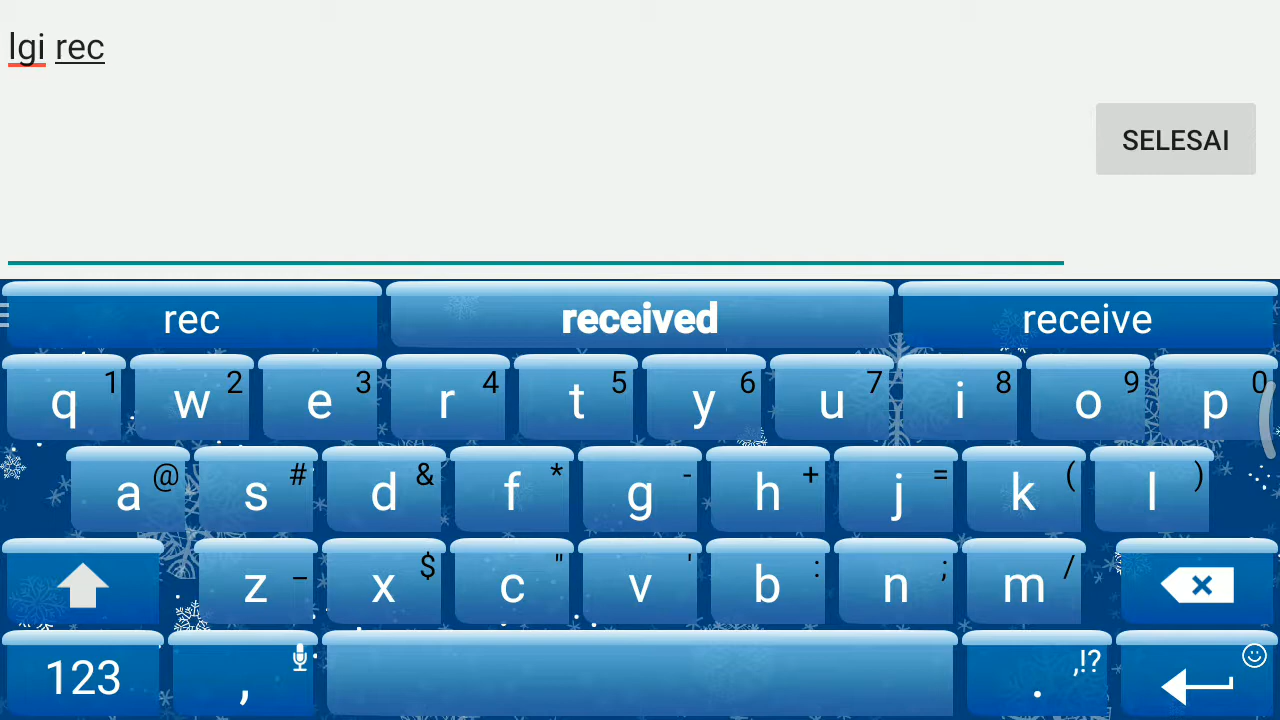 lgi rec
SELESAI
rec received receive
q 1 w 2 e 3 r 4 t 5 y 6 u 7 i 8 o 9 p 0
a @ s # d & f * g - h + j = k ( l )
z _ x $ c " v ' b : n ; m /
123 , . ,!?